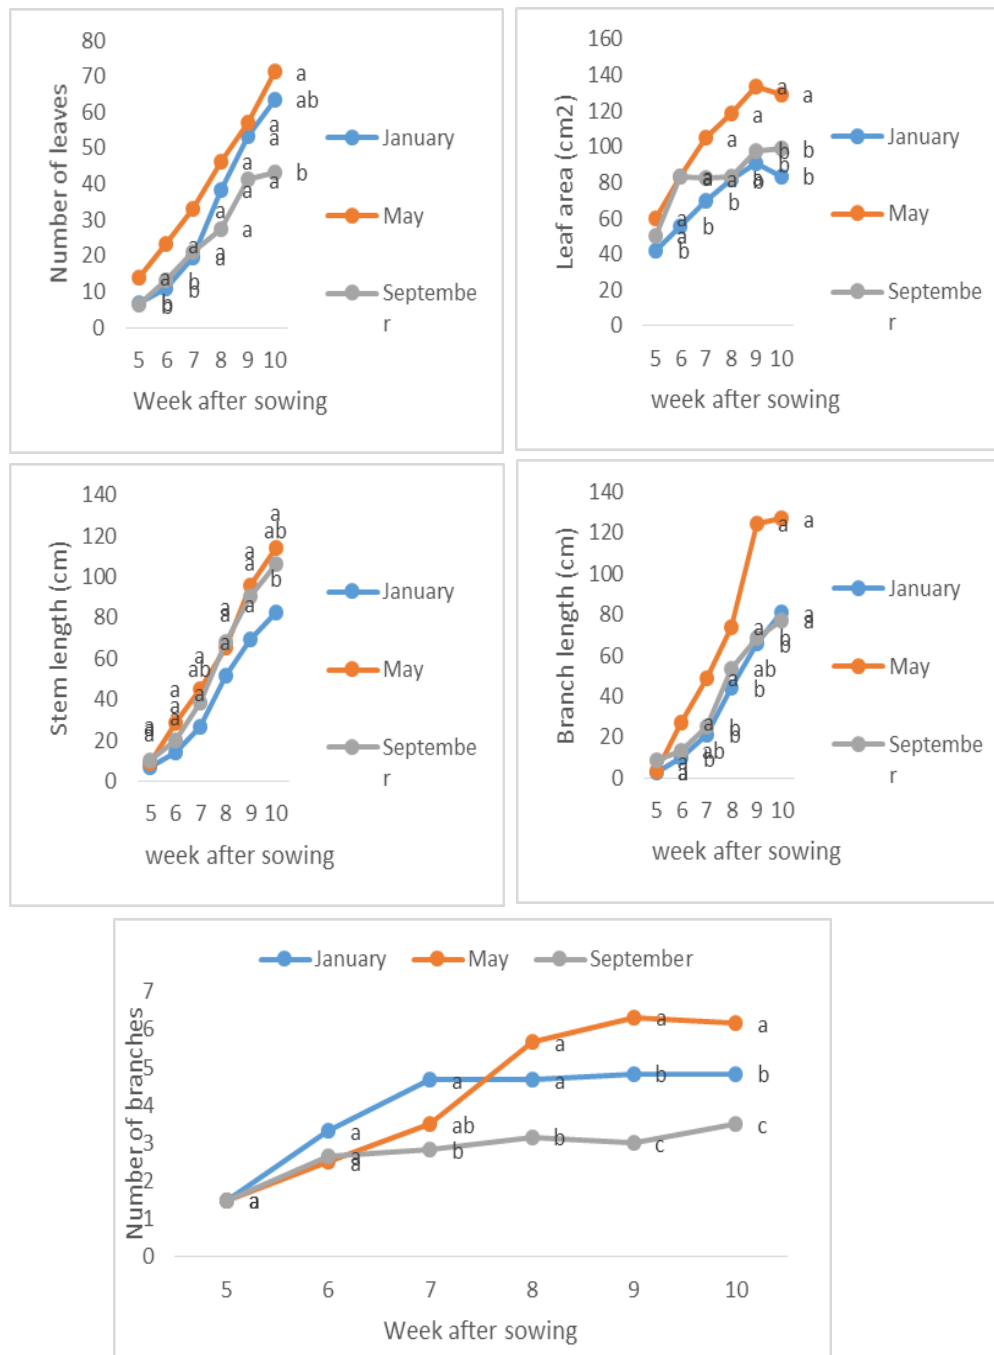 80
70
60
50
40
30
20
10
0
Number of leaves
a
ab
a
a
a
a
b
a
a
a
a
a
a
a
b
b
b
b
January
May
Septembe
r
5 6 7 8 9 10
Week after sowing
160
140
120
100
80
60
40
20
0
Leaf area (cm2)
a
a
a
a
b
b
b
b
a
a
a
b
b
b
a
b
a
b
b
January
May
Septembe
r
5 6 7 8 9 10
week after sowing
140
120
100
80
60
40
20
0
Stem length (cm)
a
ab
a
a
b
a
a
a
a
a
ab
a
a
a
a
a
a
January
May
Septembe
r
5 6 7 8 9 10
week after sowing
140
120
100
80
60
40
20
0
Branch length (cm)
a
a
a
a
a
b
b
ab
a
b
a
b
b
ab
b
a
a
January
May
Septembe
r
5 6 7 8 9 10
week after sowing
January May September
7
6
5
4
3
2
1
0
Number of branches
a
a
a
a
a
b
b
a
ab
b
b
c
c
a
a
a
5 6 7 8 9 10
Week after sowing